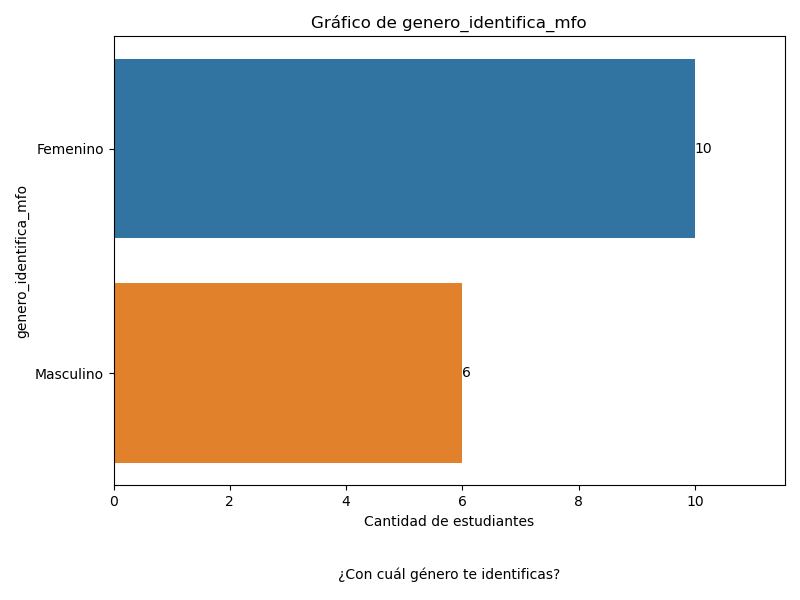 Gráfico de genero_identifica_mfo
genero_identifica_mfo
Femenino
10
Masculino
6
0 2 4 6 8 10
Cantidad de estudiantes
¿Con cuál género te identificas?